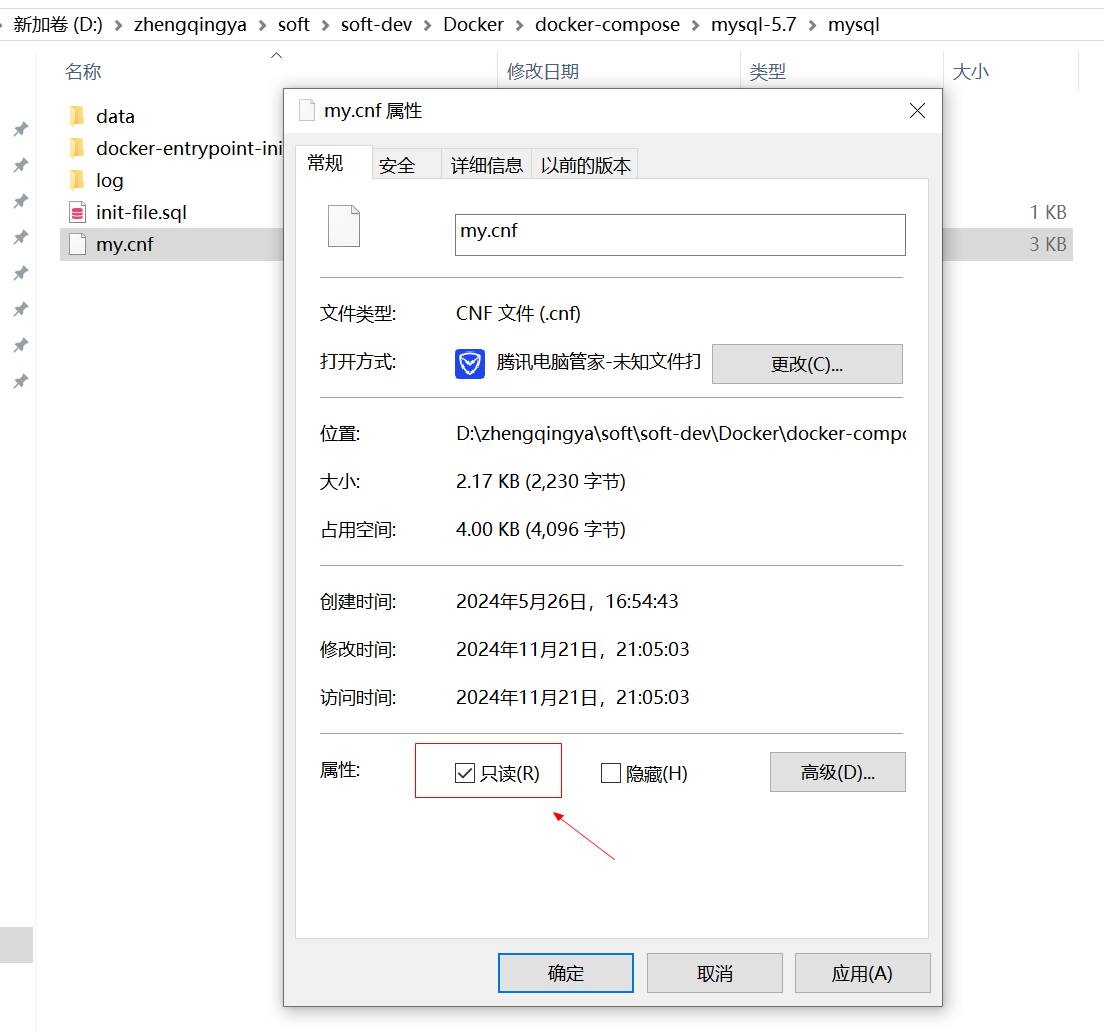 新加卷 (D:) > zhengqingya > soft > soft-dev > Docker > docker-compose > mysql-5.7 > mysql
名称 修改日期 类型 大小
data
docker-entrypoint-ini
log
init-file.sql 1 KB
my.cnf 3 KB
my.cnf 属性
常规 安全 详细信息 以前的版本
my.cnf
文件类型: CNF 文件 (.cnf)
打开方式: 腾讯电脑管家-未知文件打 更改(C)...
位置: D:\zhengqingya\soft\soft-dev\Docker\docker-compo
大小: 2.17 KB (2,230 字节)
占用空间: 4.00 KB (4,096 字节)
创建时间: 2024年5月26日，16:54:43
修改时间: 2024年11月21日，21:05:03
访问时间: 2024年11月21日，21:05:03
属性: 只读(R) 隐藏(H) 高级(D)...
确定 取消 应用(A)